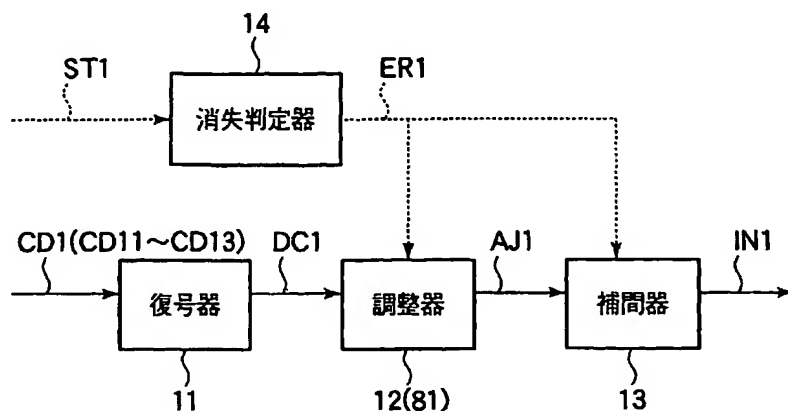 14
ST1
ER1
消失判定器
CD1(CD11～CD13)
DC1
AJ1
IN1
復号器
調整器
補間器
11
12(81)
13